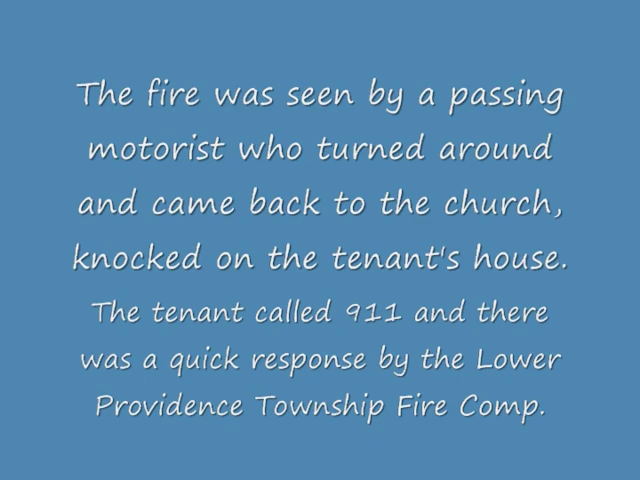 The fire was seen by a passing
motorist who turned around
and came back to the church,
knocked on the tenant's house.
The tenant called 911 and there
was a quick response by the Lower
Providence Township Fire Comp.